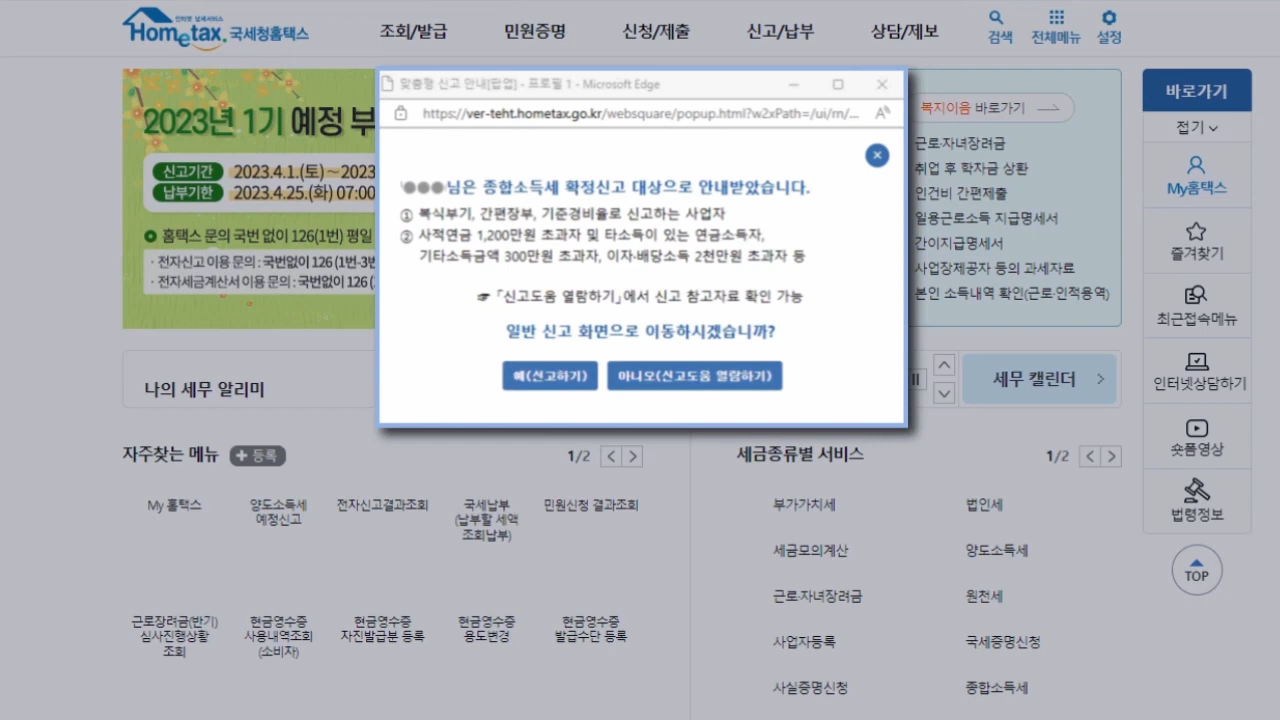 인터넷 납세서비스
Hometax. 국세청홈택스
조회/발급
민원증명
신청/제출
신고/납부
상담/제보
검색
전체메뉴
설정
2023년 1기 예정 부
신고기간 2023.4.1.(토)~2023
납부기한 2023.4.25.(화) 07:00
홈택스 문의 국번 없이 126(1번) 평일
· 전자신고 이용 문의 : 국번없이 126 (1번-3번
· 전자세금계산서 이용 문의 : 국번없이 126 (
맞춤형 신고 안내[팝업] - 프로필 1 - Microsoft Edge
https://ver-teht.hometax.go.kr/websquare/popup.html?w2xPath=/ui/rn/...
님은 종합소득세 확정신고 대상으로 안내받았습니다.
① 복식부기, 간편장부, 기준경비율로 신고하는 사업자
② 사적연금 1,200만원 초과자 및 타소득이 있는 연금소득자,
기타소득금액 300만원 초과자, 이자·배당소득 2천만원 초과자 등
☞ 「신고도움 열람하기」에서 신고 참고자료 확인 가능
일반 신고 화면으로 이동하시겠습니까?
예(신고하기)
아니오(신고도움 열람하기)
복지이음 바로가기
근로·자녀장려금
취업 후 학자금 상환
인건비 간편제출
일용근로소득 지급명세서
간이지급명세서
사업장제공자 등의 과세자료
본인 소득내역 확인(근로·인적용역)
바로가기
접기
My홈택스
즐겨찾기
최근접속메뉴
인터넷상담하기
숏폼영상
법령정보
TOP
나의 세무 알리미
세무 캘린더
자주찾는 메뉴
+ 등록
1/2
My 홈택스
양도소득세
예정신고
전자신고결과조회
국세납부
(납부할 세액
조회납부)
민원신청 결과조회
근로장려금(반기)
심사진행상황
조회
현금영수증
사용내역조회
(소비자)
현금영수증
자진발급분 등록
현금영수증
용도변경
현금영수증
발급수단 등록
세금종류별 서비스
1/2
부가가치세
법인세
세금모의계산
양도소득세
근로·자녀장려금
원천세
사업자등록
국세증명신청
사실증명신청
종합소득세